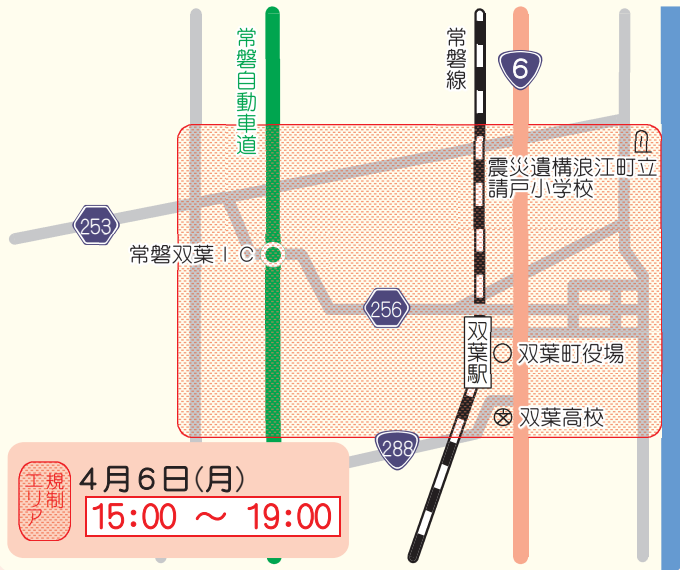 常磐自動車道
常磐線
6
震災遺構浪江町立
請戸小学校
253
常磐双葉IC
256
双葉駅
双葉町役場
双葉高校
288
規制
エリア
4月6日(月)
15:00 ～ 19:00